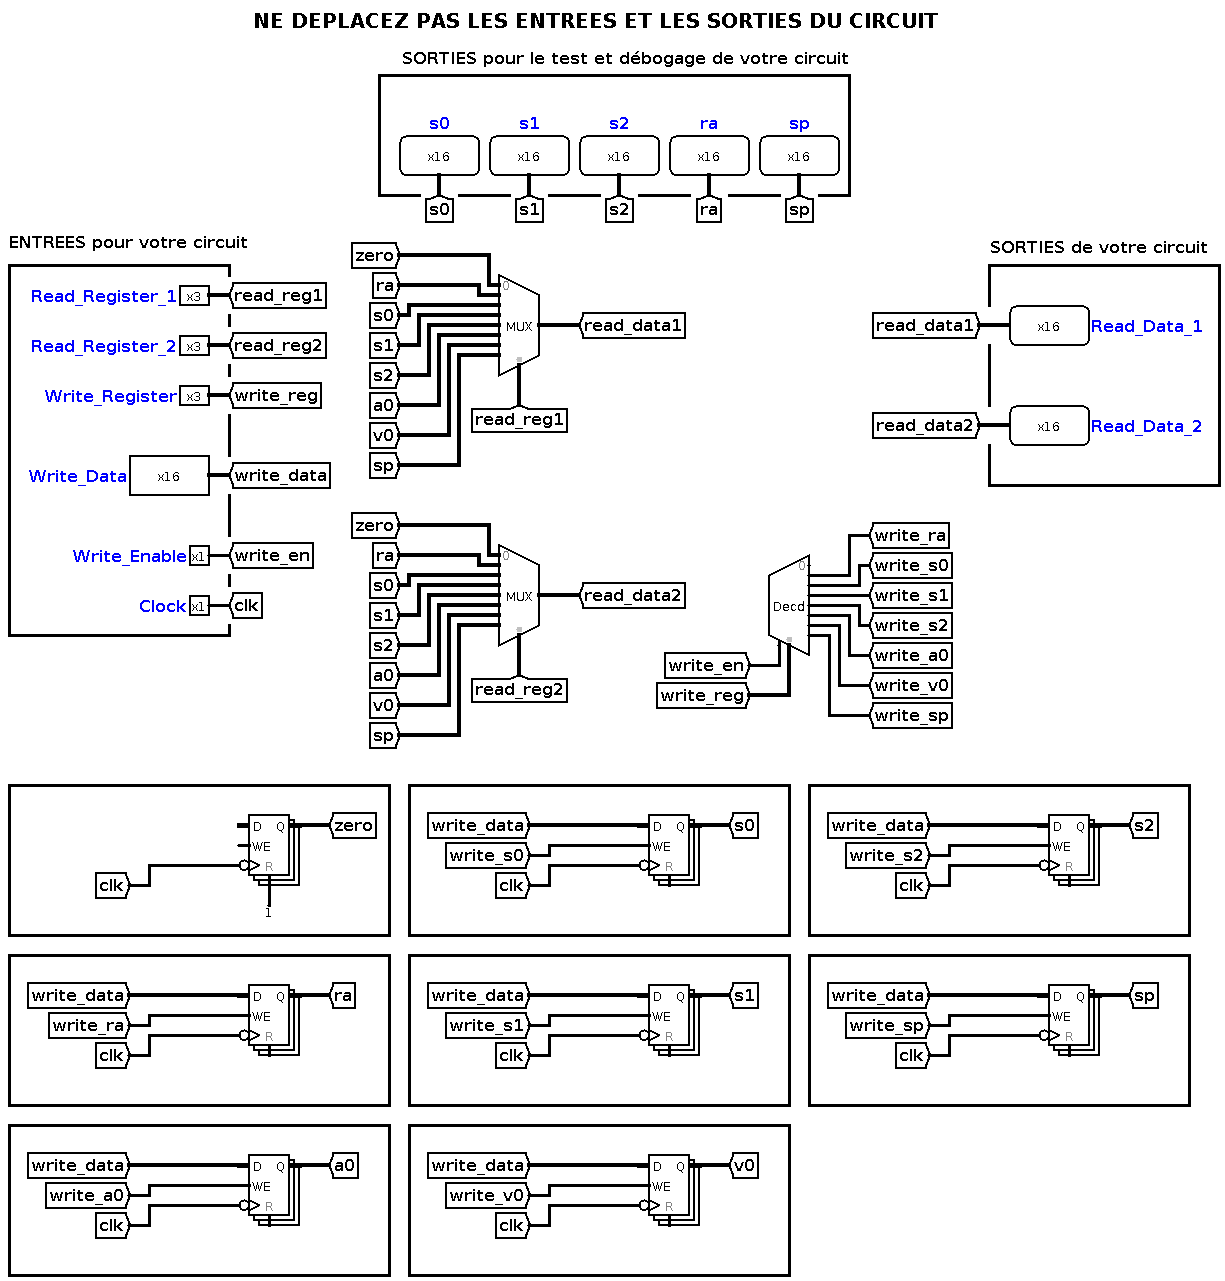 NE DEPLACEZ PAS LES ENTREES ET LES SORTIES DU CIRCUIT
SORTIES pour le test et débogage de votre circuit
s0 s1 s2 ra sp
x16 x16 x16 x16 x16
s0 s1 s2 ra sp
ENTREES pour votre circuit
Read_Register_1 x3 read_reg1
Read_Register_2 x3 read_reg2
Write_Register x3 write_reg
Write_Data x16 write_data
Write_Enable x1 write_en
Clock x1 clk
zero
ra
s0
s1
s2
a0
v0
sp
0
MUX
read_data1
read_reg1
SORTIES de votre circuit
read_data1 x16 Read_Data_1
read_data2 x16 Read_Data_2
zero
ra
s0
s1
s2
a0
v0
sp
0
MUX
read_data2
read_reg2
0
Decd
write_en
write_reg
write_ra
write_s0
write_s1
write_s2
write_a0
write_v0
write_sp
D Q zero
WE
clk R
1
write_data D Q s0
write_s0 WE
clk R
write_data D Q s2
write_s2 WE
clk R
write_data D Q ra
write_ra WE
clk R
write_data D Q s1
write_s1 WE
clk R
write_data D Q sp
write_sp WE
clk R
write_data D Q a0
write_a0 WE
clk R
write_data D Q v0
write_v0 WE
clk R